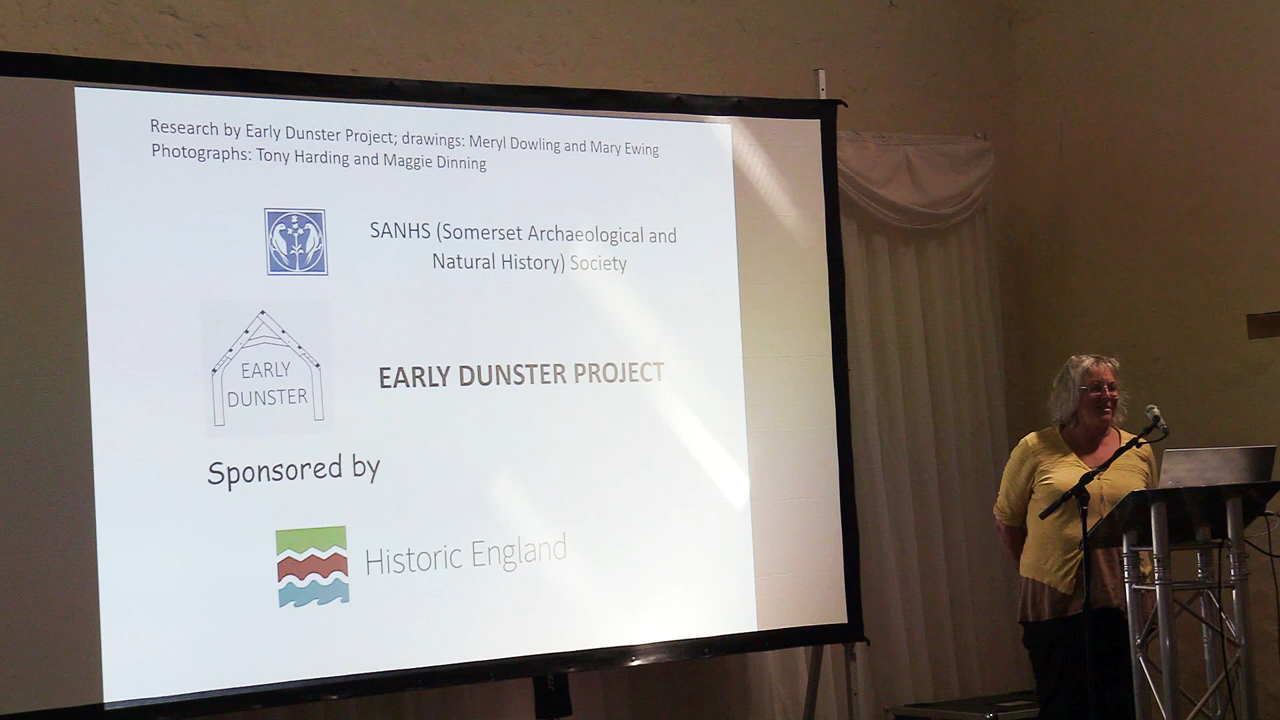 Research by Early Dunster Project; drawings: Meryl Dowling and Mary Ewing
Photographs: Tony Harding and Maggie Dinning
SANHS (Somerset Archaeological and
Natural History) Society
EARLY
DUNSTER
EARLY DUNSTER PROJECT
Sponsored by
Historic England